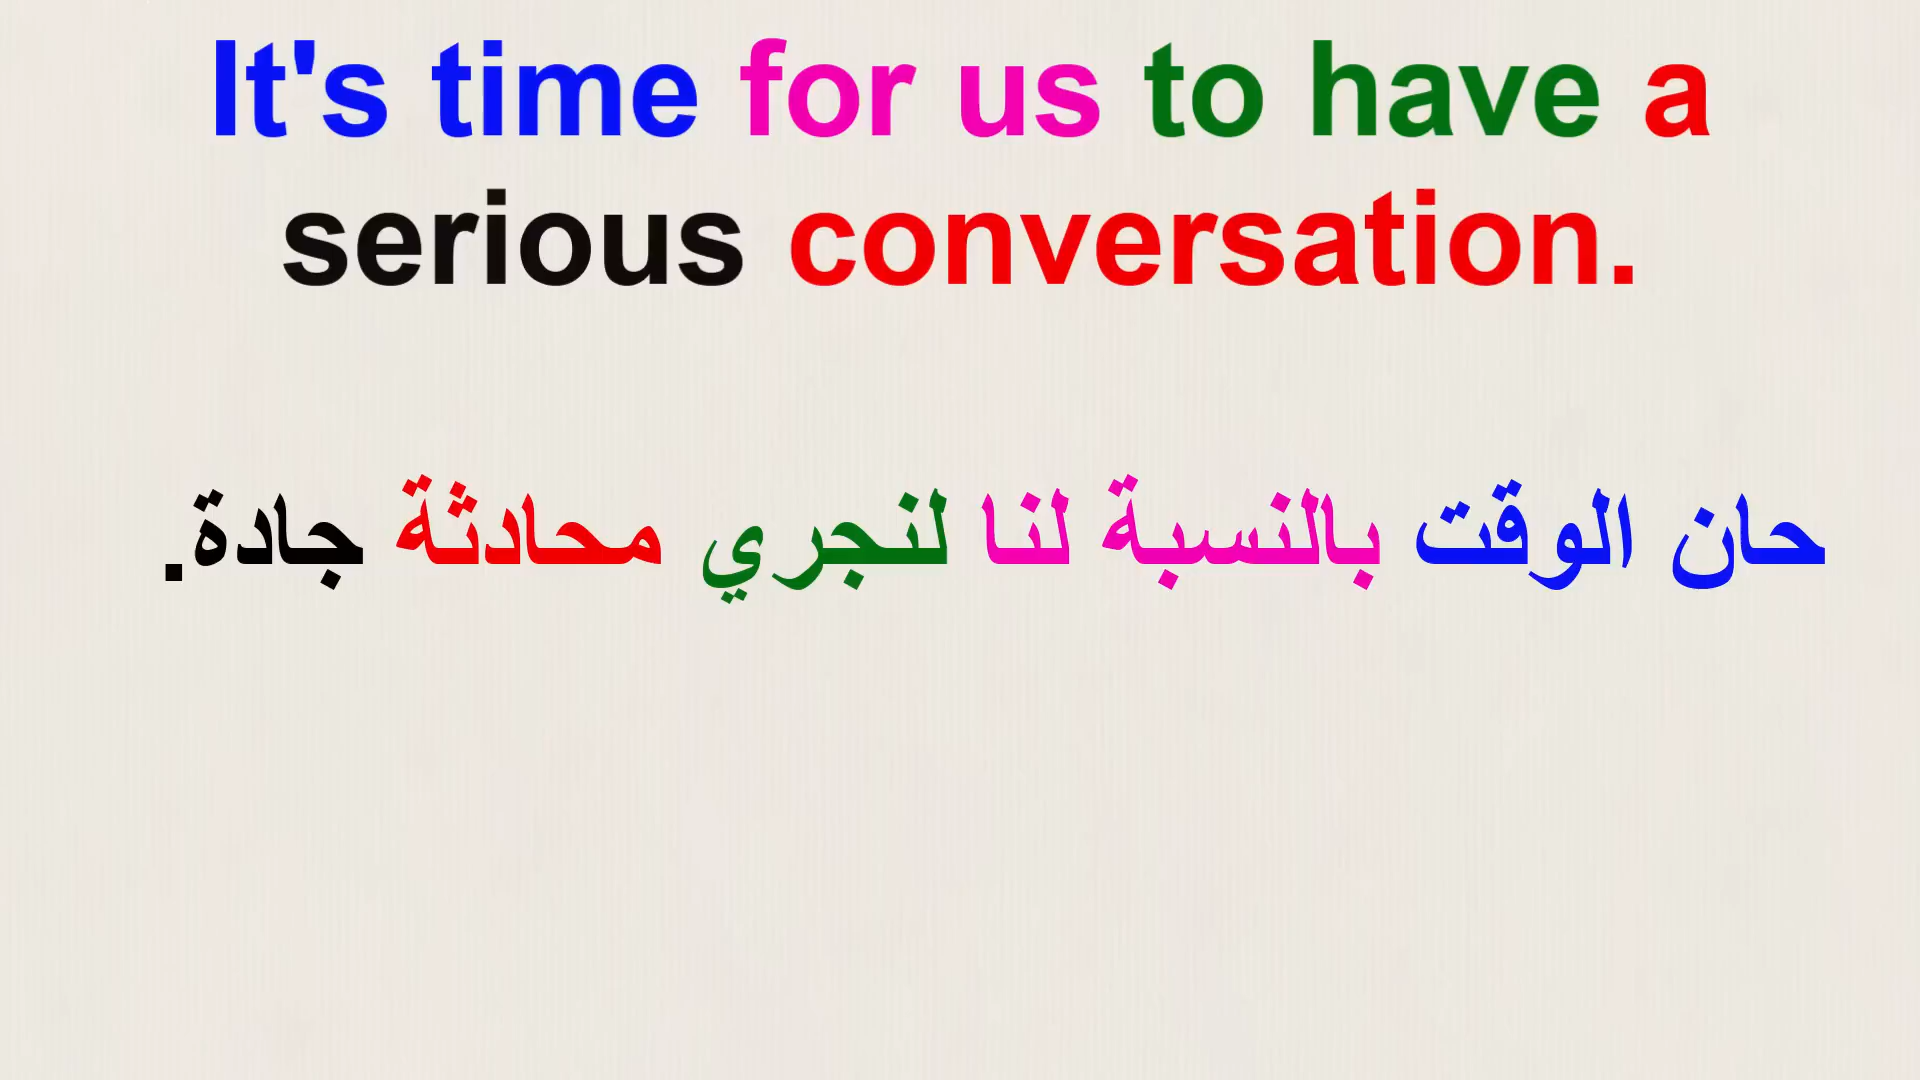 It's time for us to have a
serious conversation.
حان الوقت بالنسبة لنا لنجري محادثة جادة.